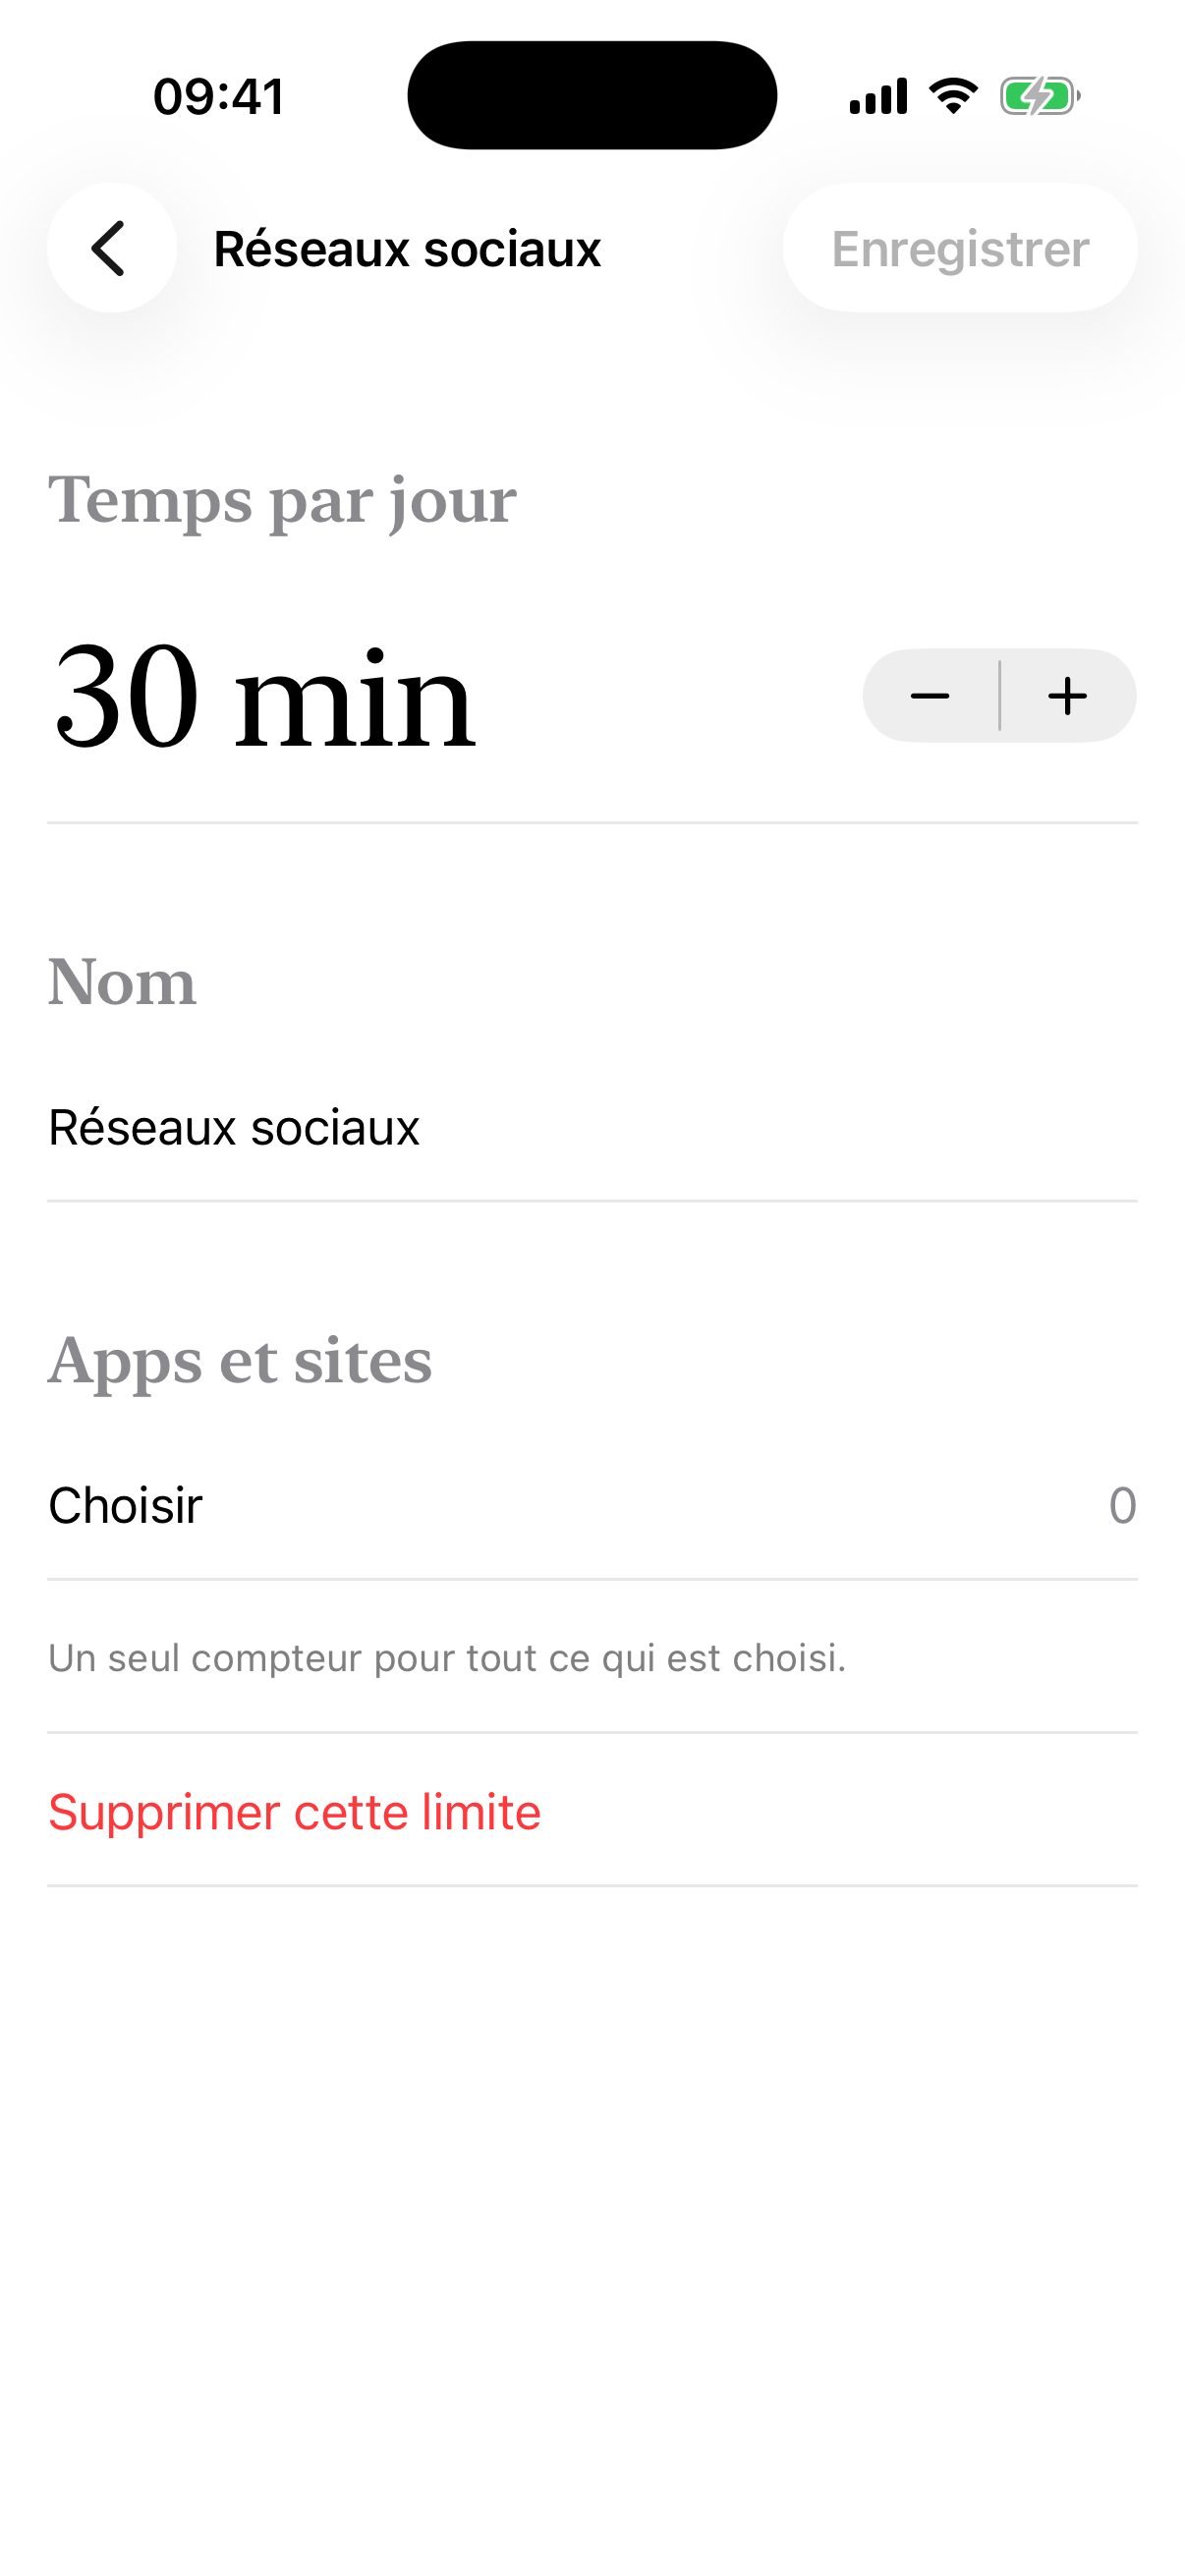 09:41
Réseaux sociaux
Enregistrer
Temps par jour
30 min
Nom
Réseaux sociaux
Apps et sites
Choisir 0
Un seul compteur pour tout ce qui est choisi.
Supprimer cette limite